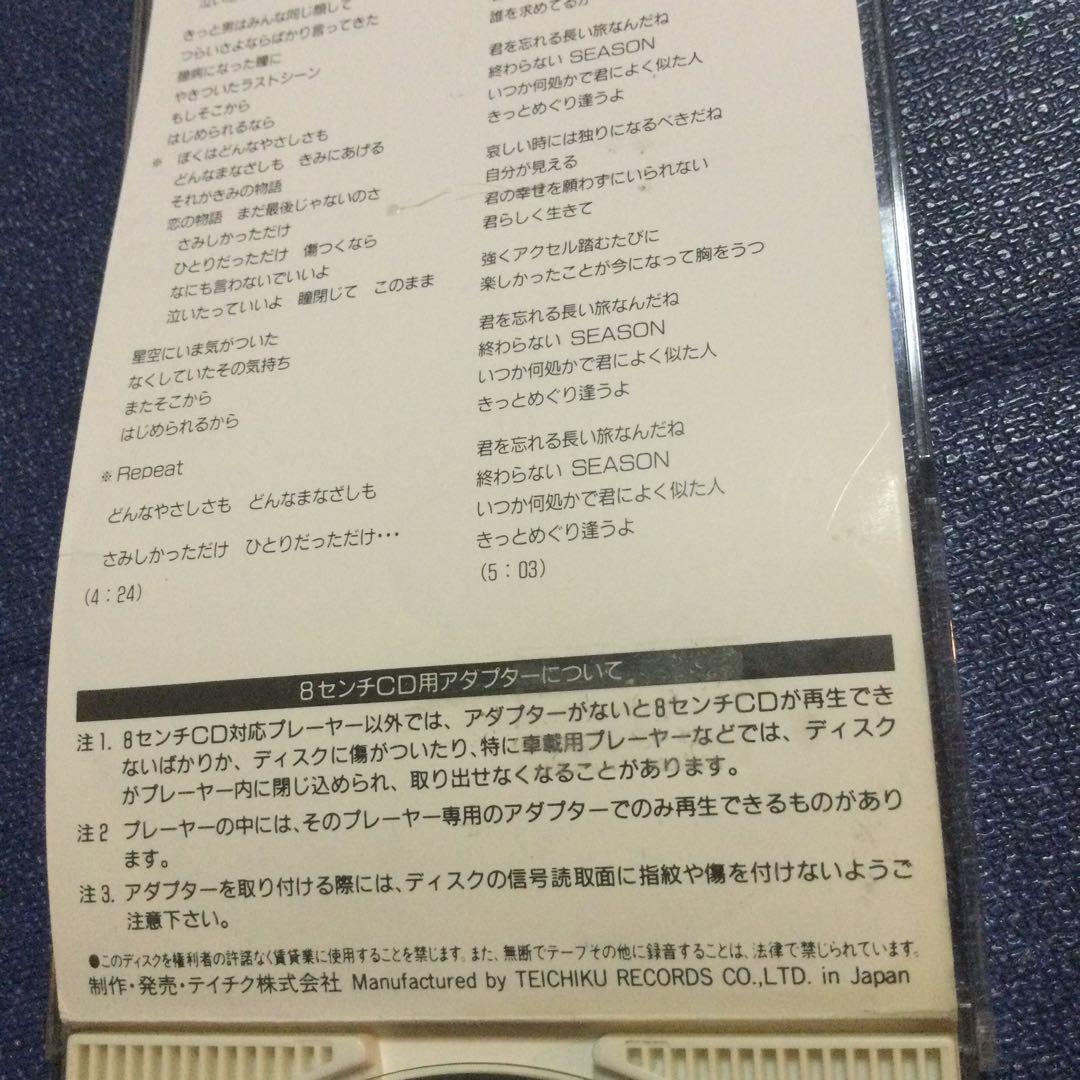 きっと男はみんな同じ顔して
つらいさよならばかり言ってきた
臆病になった瞳に
やきついたラストシーン
もしそこから
はじめられるなら
※ ぼくはどんなやさしさも
どんなまなざしも きみにあげる
それがきみの物語
恋の物語 まだ最後じゃないのさ
さみしかっただけ
ひとりだっただけ 傷つくなら
なにも言わないでいいよ
泣いたっていいよ 瞳閉じて このまま
星空にいま気がついた
なくしていたその気持ち
またそこから
はじめられるから
※ Repeat
どんなやさしさも どんなまなざしも
さみしかっただけ ひとりだっただけ…
(4：24)
誰を求めてるか
君を忘れる長い旅なんだね
終わらない SEASON
いつか何処かで君によく似た人
きっとめぐり逢うよ
哀しい時には独りになるべきだね
自分が見える
君の幸せを願わずにいられない
君らしく生きて
強くアクセル踏むたびに
楽しかったことが今になって胸をうつ
君を忘れる長い旅なんだね
終わらない SEASON
いつか何処かで君によく似た人
きっとめぐり逢うよ
君を忘れる長い旅なんだね
終わらない SEASON
いつか何処かで君によく似た人
きっとめぐり逢うよ
(5：03)
8センチCD用アダプターについて
注1. 8センチCD対応プレーヤー以外では、アダプターがないと8センチCDが再生でき
ないばかりか、ディスクに傷がついたり、特に車載用プレーヤーなどでは、ディスク
がプレーヤー内に閉じ込められ、取り出せなくなることがあります。
注2 プレーヤーの中には、そのプレーヤー専用のアダプターでのみ再生できるものがあり
ます。
注3. アダプターを取り付ける際には、ディスクの信号読取面に指紋や傷を付けないようご
注意下さい。
●このディスクを権利者の許諾なく賃貸業に使用することを禁じます。また、無断でテープその他に録音することは、法律で禁じられています。
制作・発売・テイチク株式会社 Manufactured by TEICHIKU RECORDS CO.,LTD. in Japan